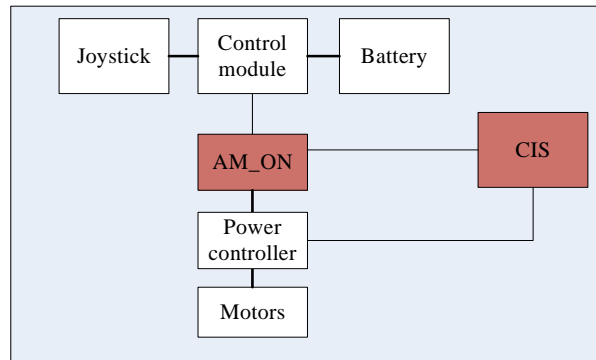 Joystick
Control
module
Battery
AM_ON
CIS
Power
controller
Motors